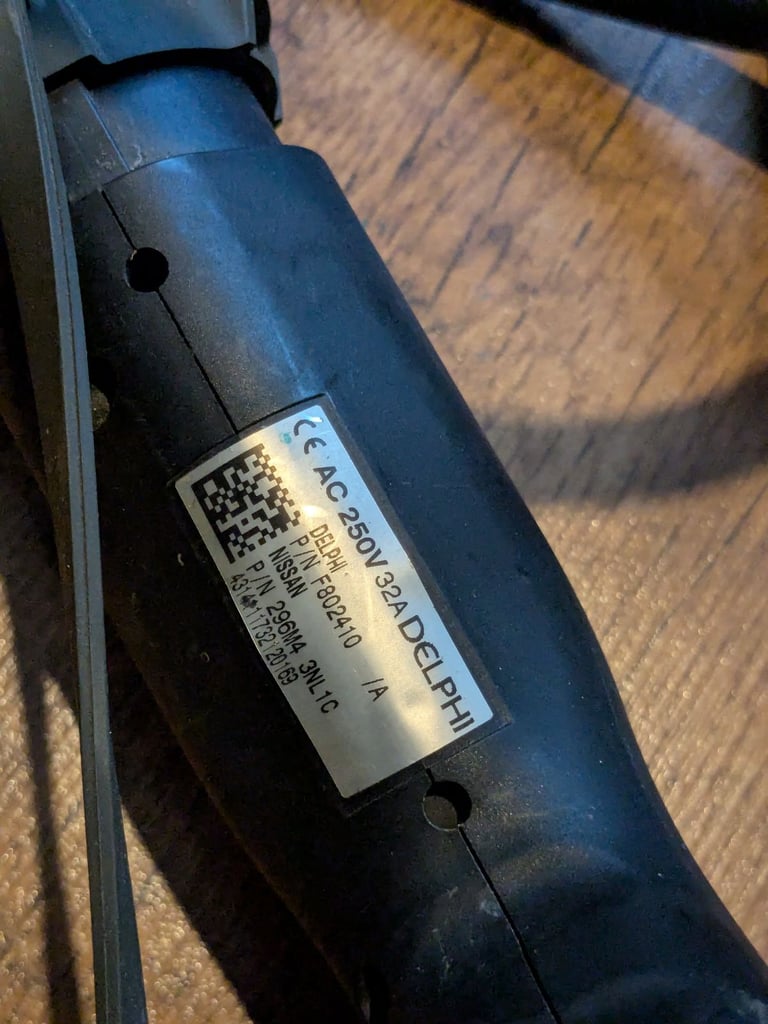 CE AC 250V 32A DELPHI
DELPHI
P/N F802410 /A
NISSAN
P/N 296M4 3NL1C